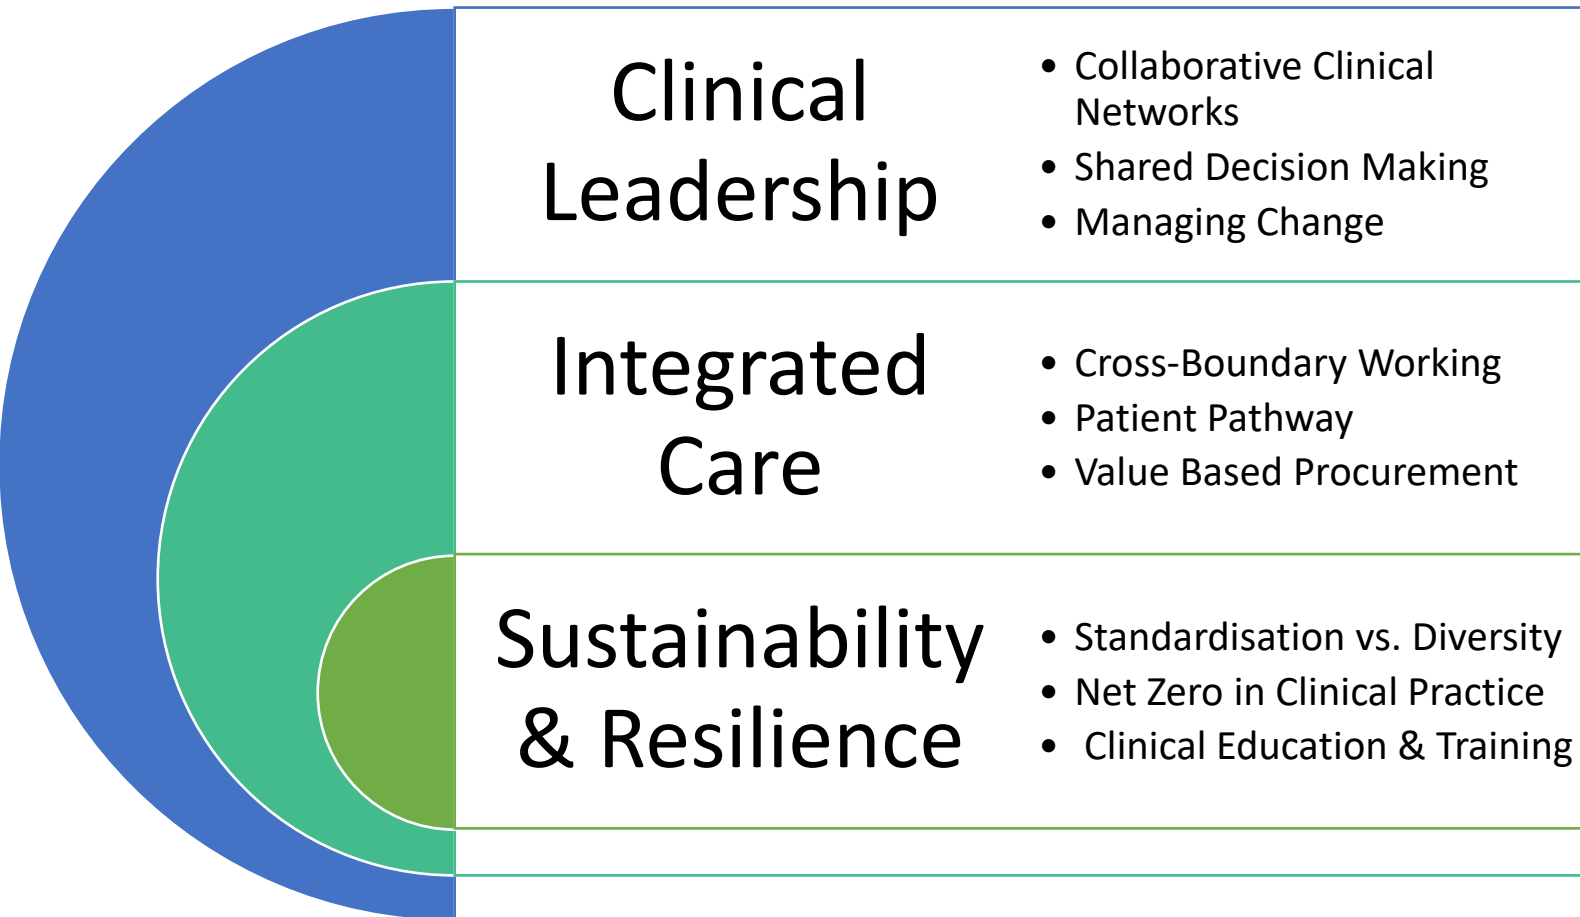 Clinical
Leadership
• Collaborative Clinical
Networks
• Shared Decision Making
• Managing Change
Integrated
Care
• Cross-Boundary Working
• Patient Pathway
• Value Based Procurement
Sustainability
& Resilience
• Standardisation vs. Diversity
• Net Zero in Clinical Practice
• Clinical Education & Training